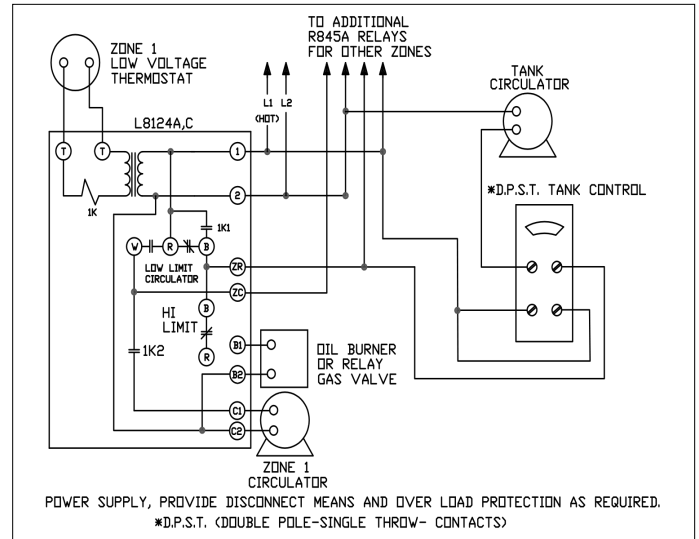 TO ADDITIONAL
R845A RELAYS
FOR OTHER ZONES
ZONE 1
LOW VOLTAGE
THERMOSTAT
TANK
CIRCULATOR
L1 L2
(HOT)
L8124A,C
T T 1
*D.P.S.T. TANK CONTROL
1K
2
1K1
W R B
LOW LIMIT
CIRCULATOR
ZR
ZC
B
HI
LIMIT
R
1K2
B1
B2
OIL BURNER
OR RELAY
GAS VALVE
C1
C2
ZONE 1
CIRCULATOR
POWER SUPPLY, PROVIDE DISCONNECT MEANS AND OVER LOAD PROTECTION AS REQUIRED.
*D.P.S.T. (DOUBLE POLE-SINGLE THROW- CONTACTS)